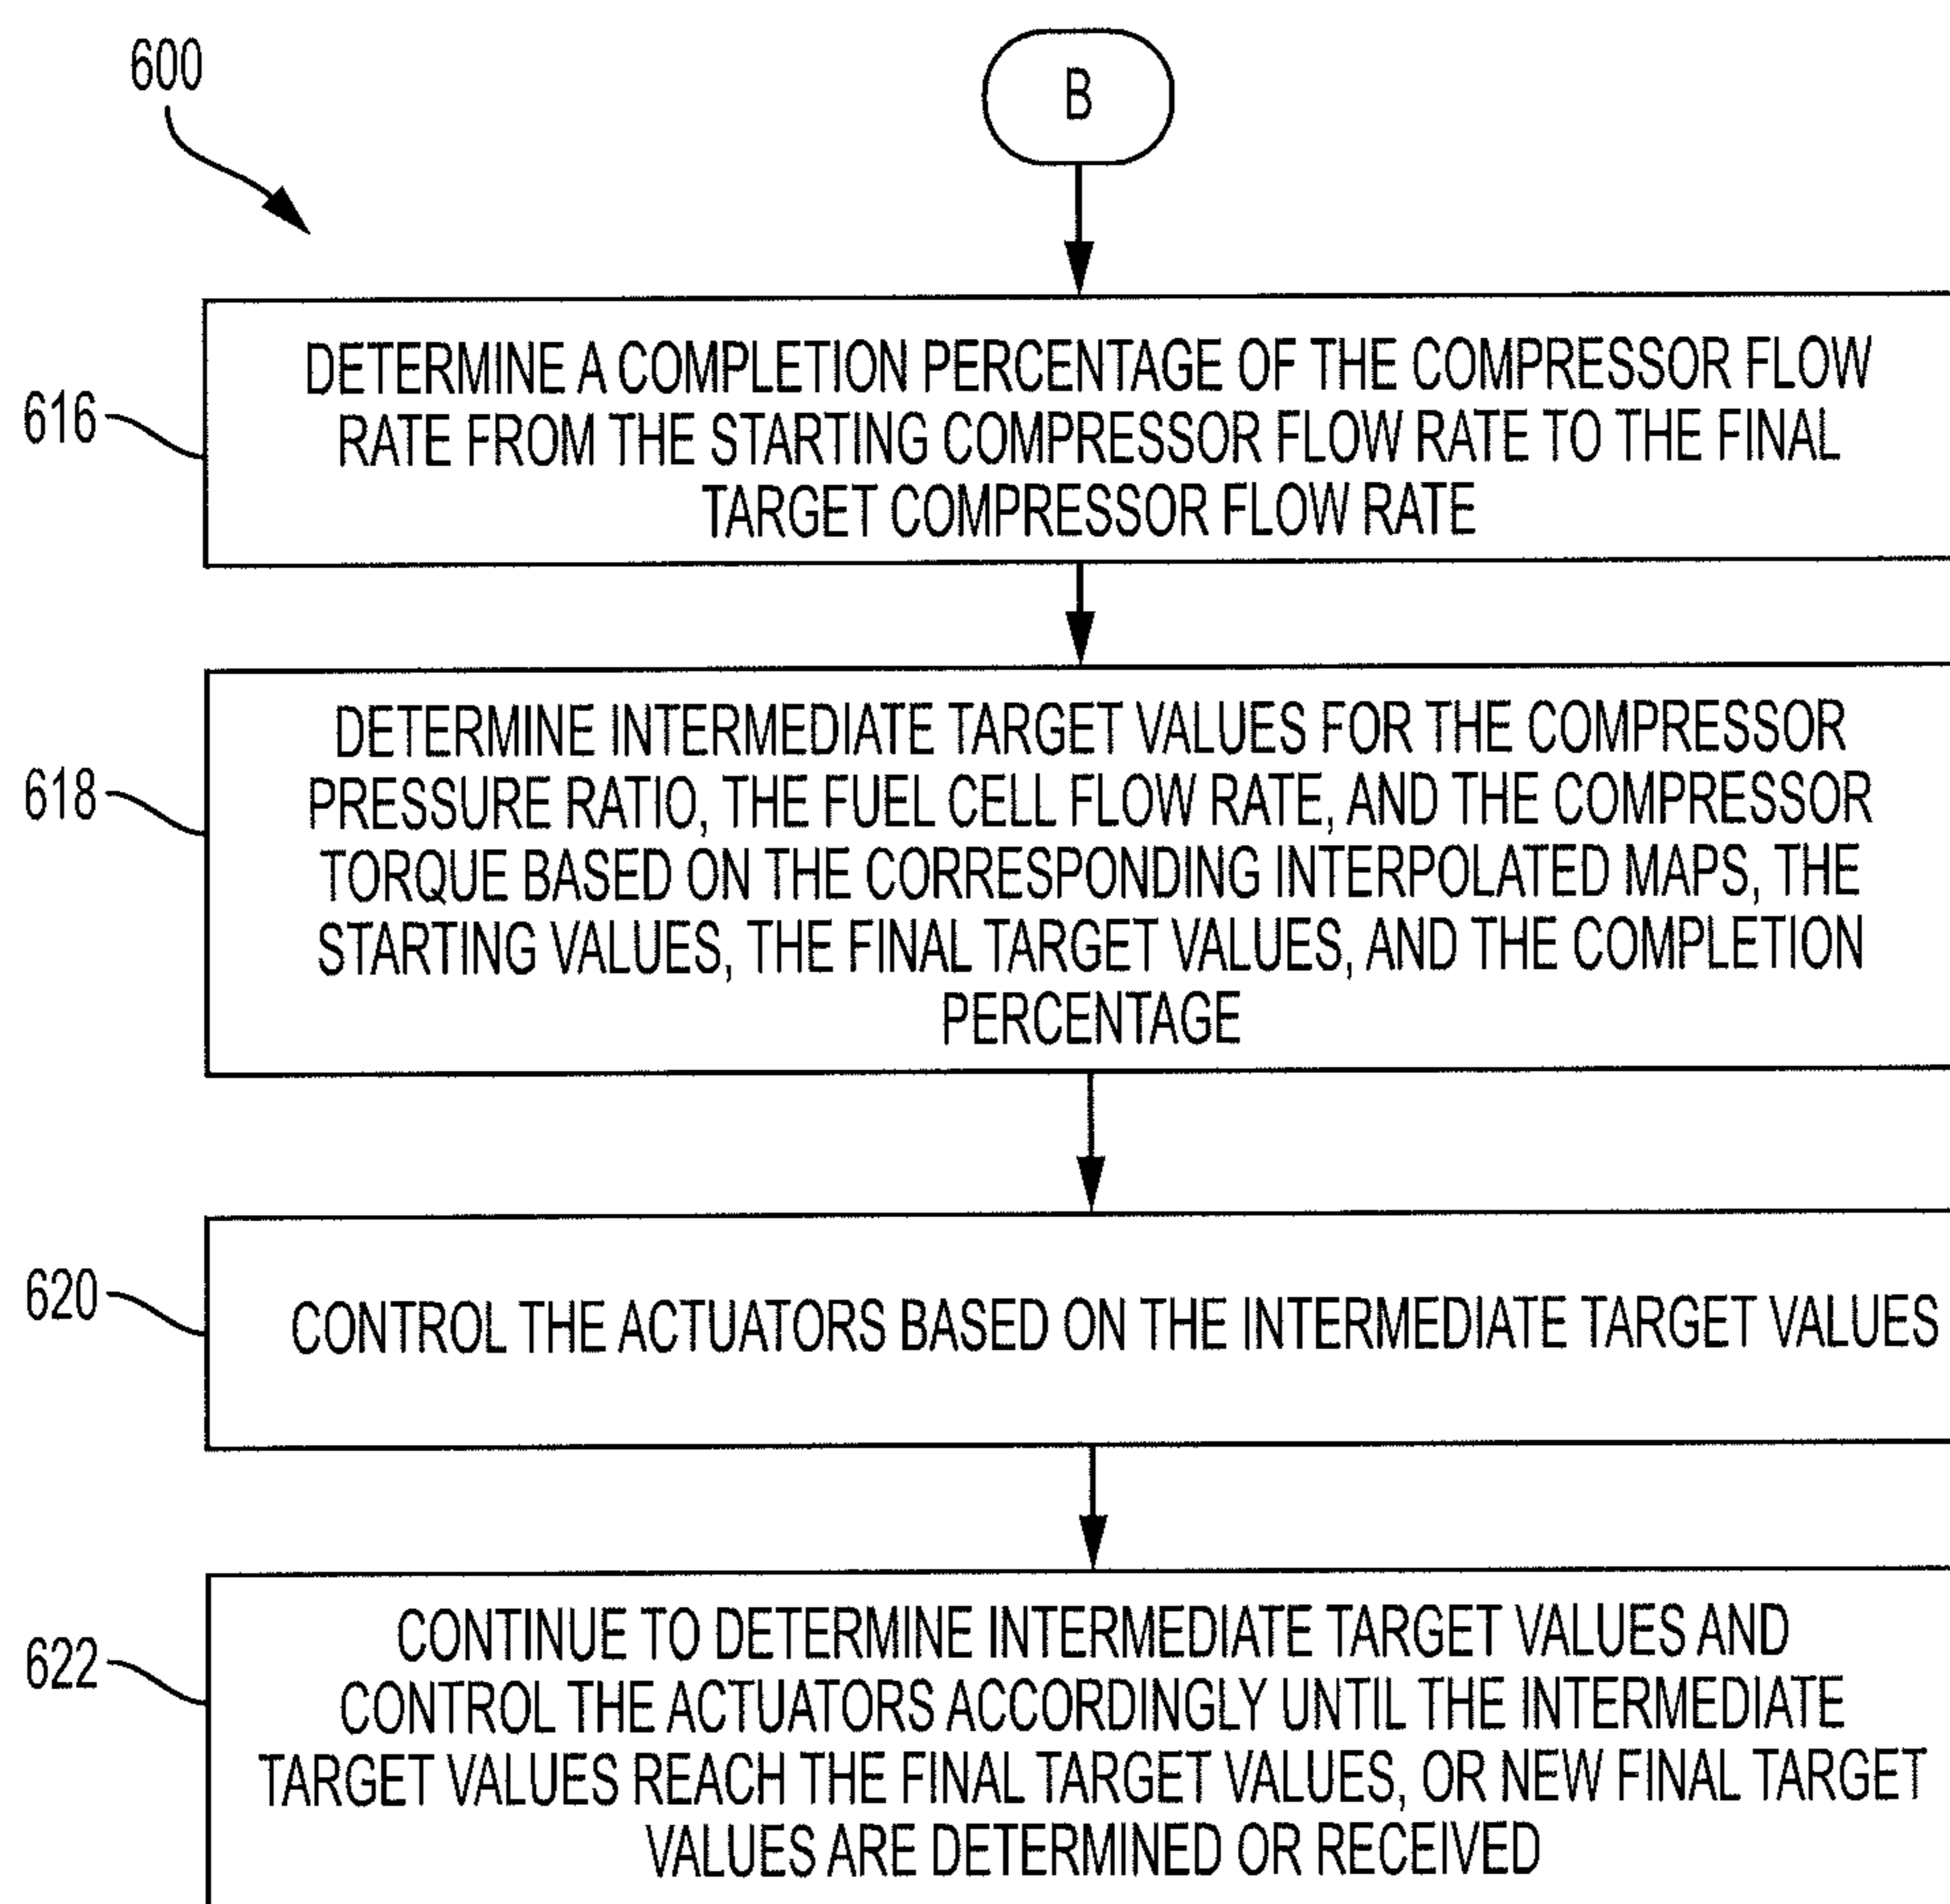 600
B
616
DETERMINE A COMPLETION PERCENTAGE OF THE COMPRESSOR FLOW
RATE FROM THE STARTING COMPRESSOR FLOW RATE TO THE FINAL
TARGET COMPRESSOR FLOW RATE
618
DETERMINE INTERMEDIATE TARGET VALUES FOR THE COMPRESSOR
PRESSURE RATIO, THE FUEL CELL FLOW RATE, AND THE COMPRESSOR
TORQUE BASED ON THE CORRESPONDING INTERPOLATED MAPS, THE
STARTING VALUES, THE FINAL TARGET VALUES, AND THE COMPLETION
PERCENTAGE
620
CONTROL THE ACTUATORS BASED ON THE INTERMEDIATE TARGET VALUES
622
CONTINUE TO DETERMINE INTERMEDIATE TARGET VALUES AND
CONTROL THE ACTUATORS ACCORDINGLY UNTIL THE INTERMEDIATE
TARGET VALUES REACH THE FINAL TARGET VALUES, OR NEW FINAL TARGET
VALUES ARE DETERMINED OR RECEIVED